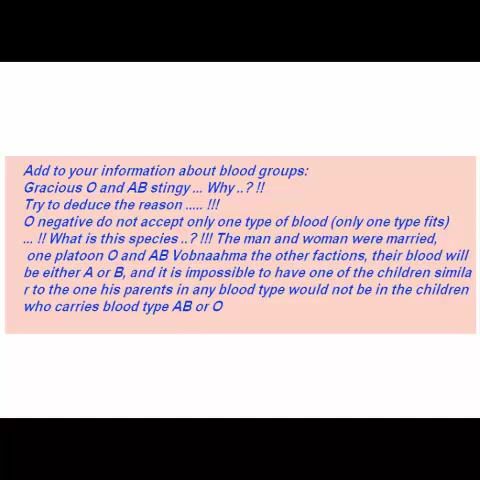 Add to your information about blood groups:
Gracious O and AB stingy ... Why ..? !!
Try to deduce the reason ..... !!!
O negative do not accept only one type of blood (only one type fits)
... !! What is this species ..? !!! The man and woman were married,
one platoon O and AB Vobnaahma the other factions, their blood will
be either A or B, and it is impossible to have one of the children simila
r to the one his parents in any blood type would not be in the children
who carries blood type AB or O